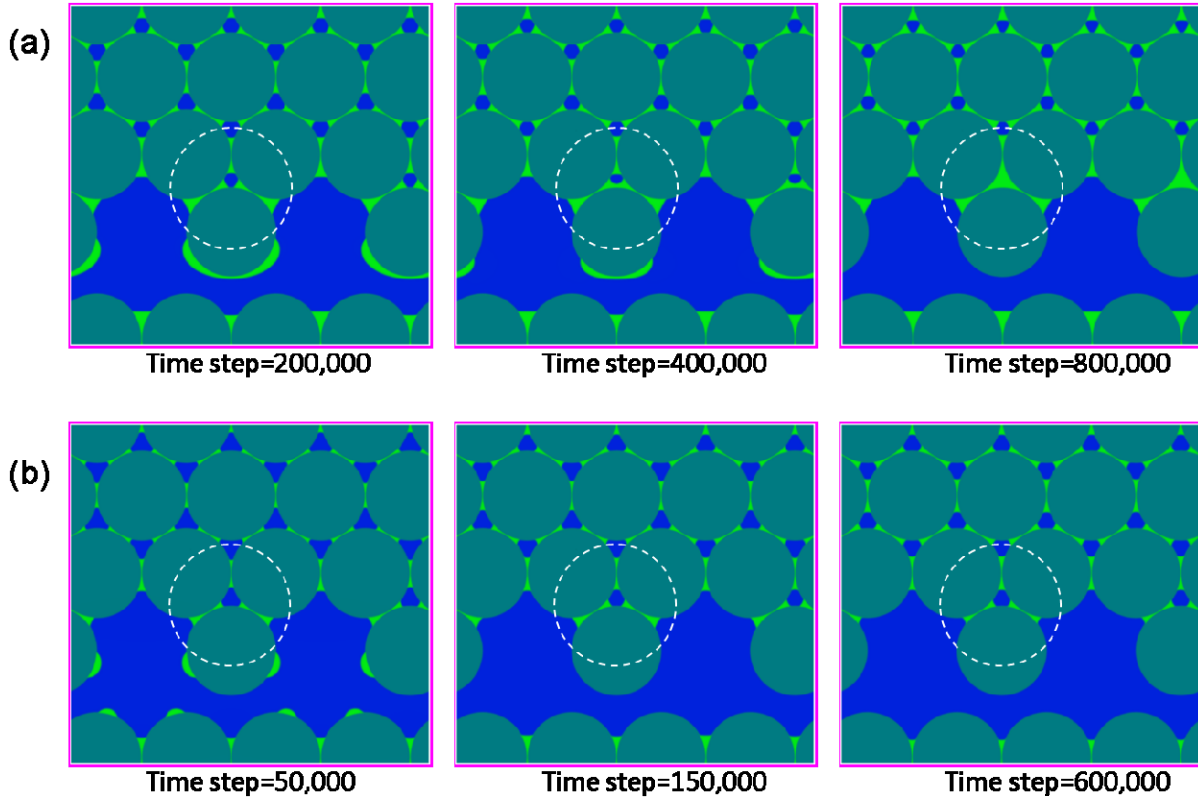 (a)
Time step=200,000
Time step=400,000
Time step=800,000
(b)
Time step=50,000
Time step=150,000
Time step=600,000